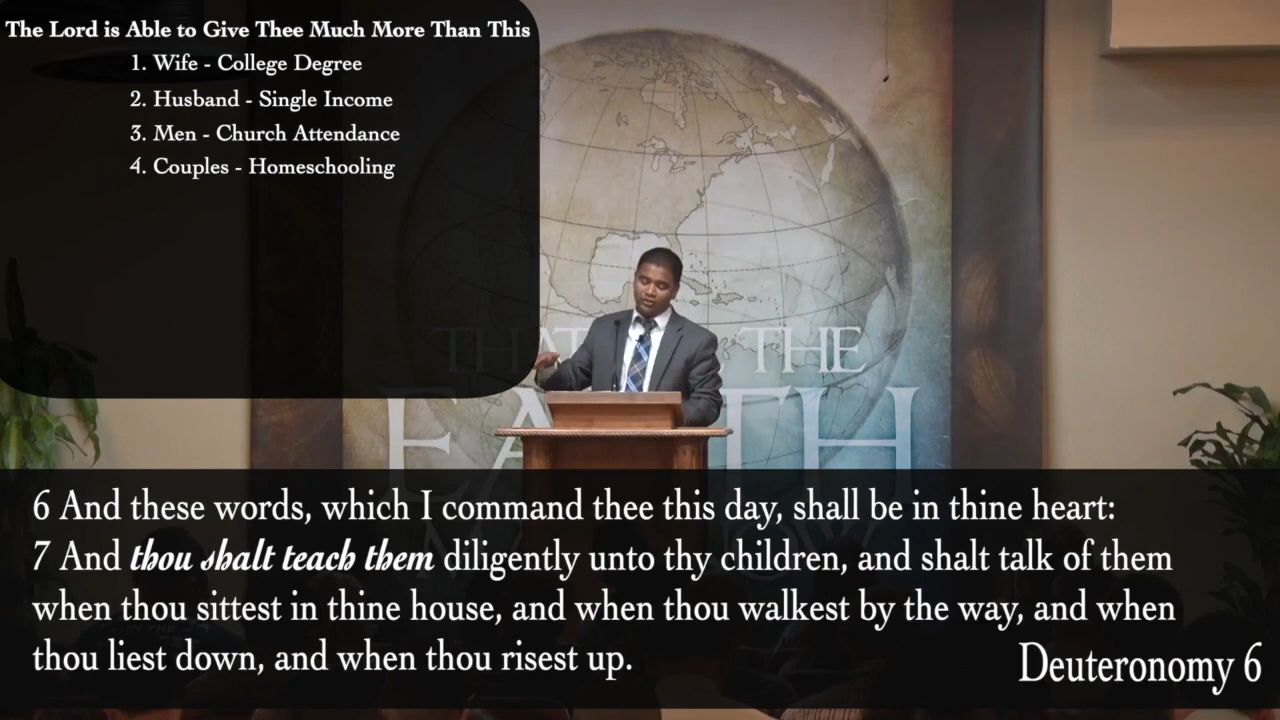 The Lord is Able to Give Thee Much More Than This
1. Wife - College Degree
2. Husband - Single Income
3. Men - Church Attendance
4. Couples - Homeschooling
THAT THE
FAITH
6 And these words, which I command thee this day, shall be in thine heart:
7 And thou shalt teach them diligently unto thy children, and shalt talk of them
when thou sittest in thine house, and when thou walkest by the way, and when
thou liest down, and when thou risest up.
Deuteronomy 6